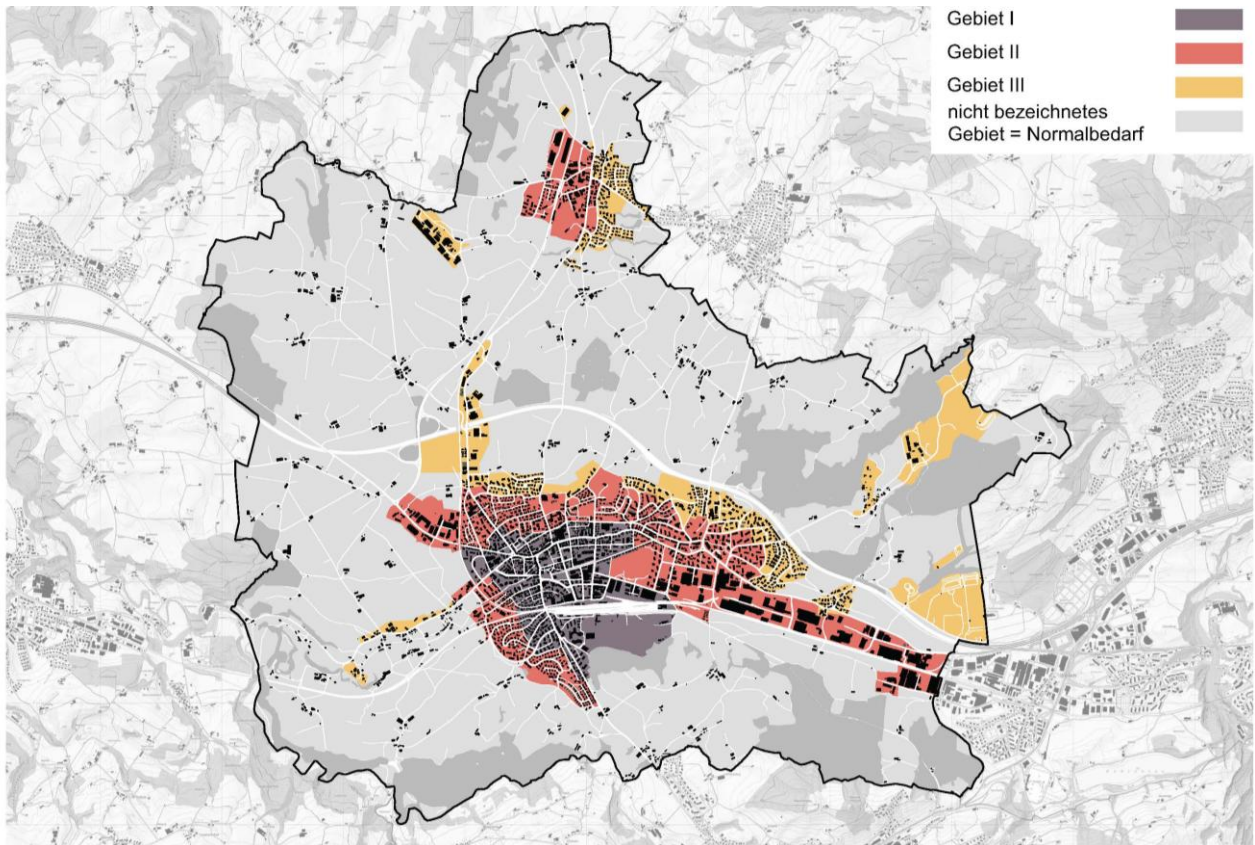 Gebiet I
Gebiet II
Gebiet III
nicht bezeichnetes
Gebiet = Normalbedarf